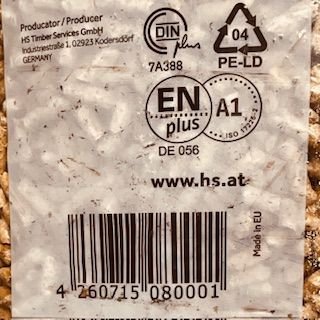 Producator / Producer
HS Timber Services GmbH
Industriestraße 1, 02923 Kodersdorf
GERMANY
DIN
plus
7A388
04
PE-LD
EN
plus
A1
ISO 17225-2
DE 056
www.hs.at
Made in EU
4 260715 080001